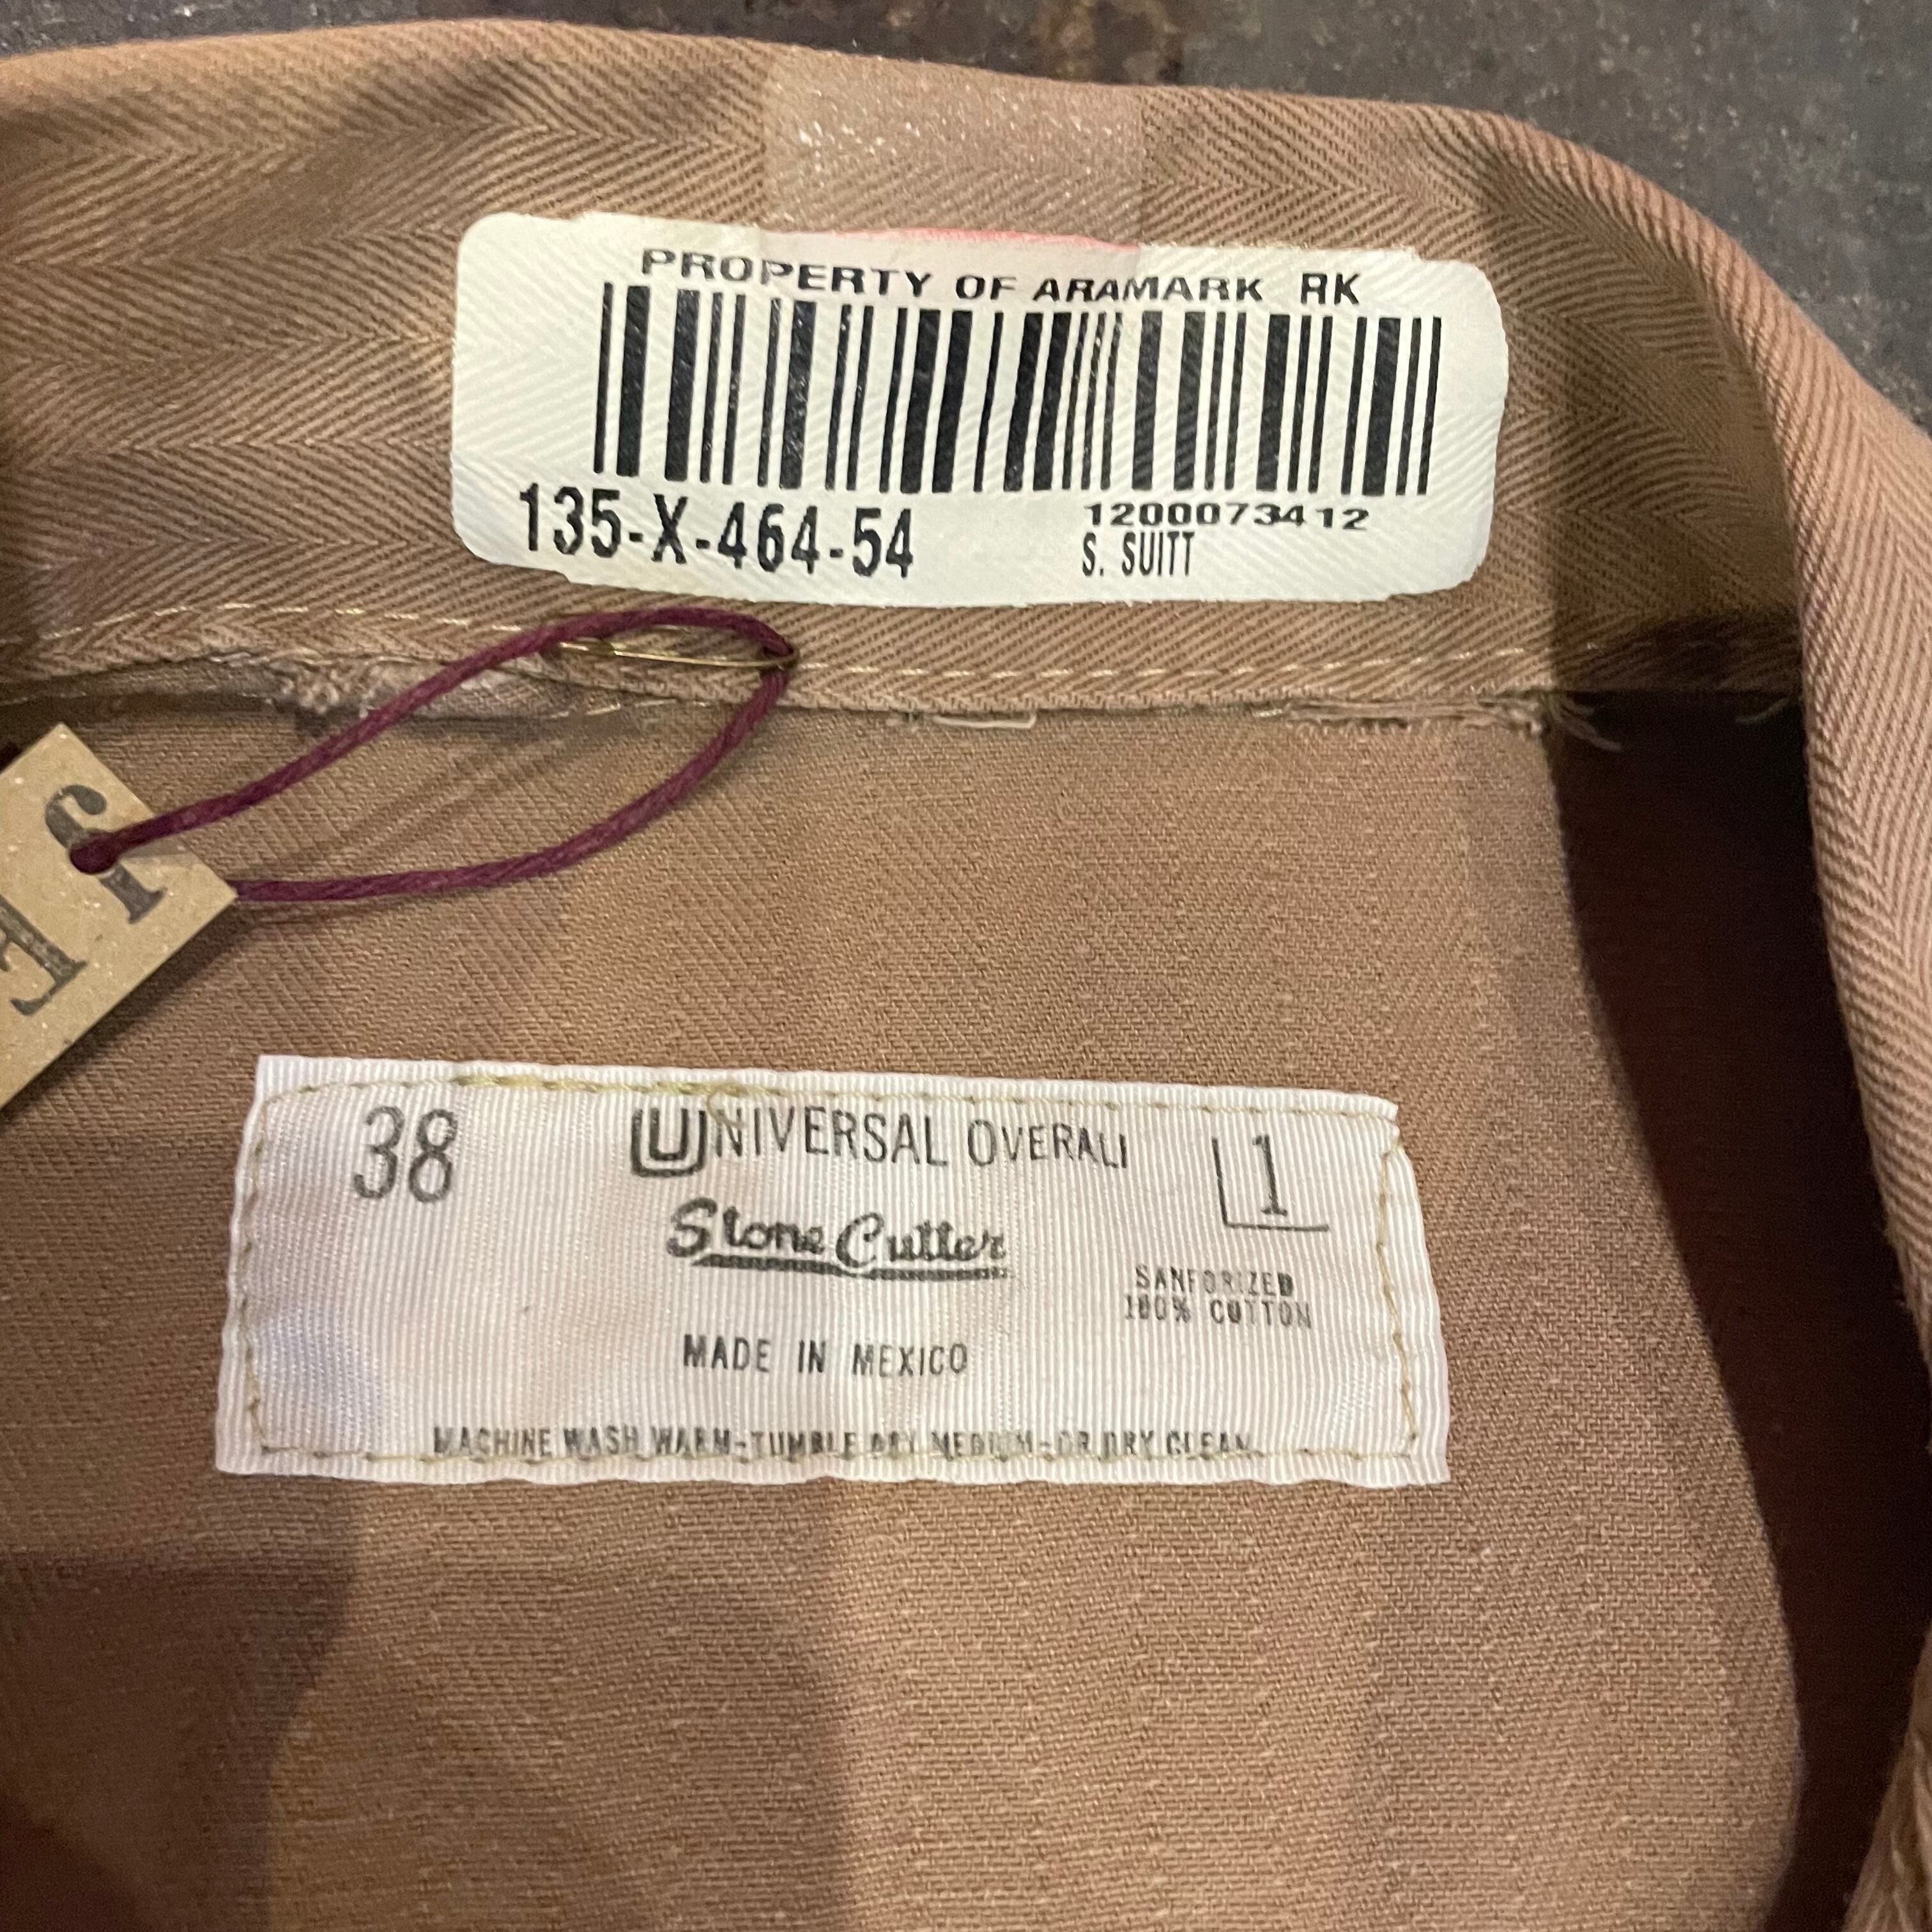 PROPERTY OF ARAMARK RK
135-X-464-54
1200073412
S. SUITT
J
E
38
UNIVERSAL OVERALL
L1
Stone Cutter
SANFORIZED
100% COTTON
MADE IN MEXICO
MACHINE WASH WARM-TUMBLE DRY MEDIUM-OR DRY CLEAN